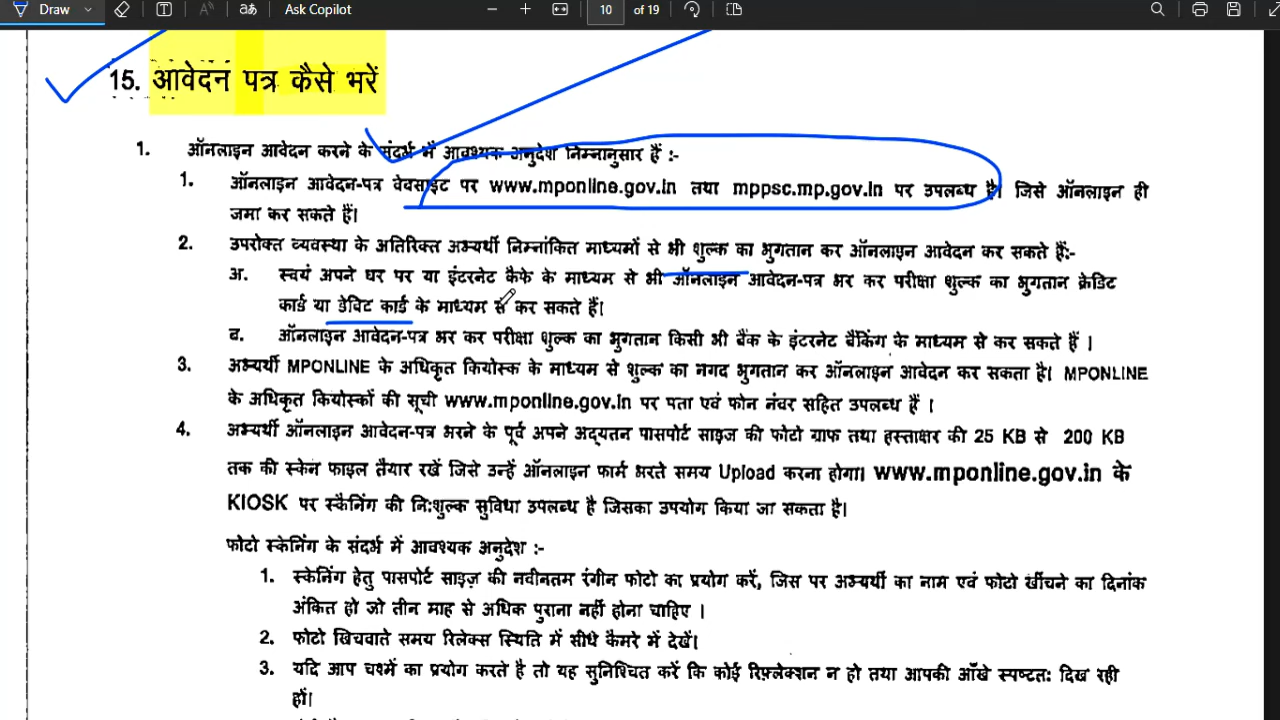 Draw
Ask Copilot
10 of 19
15. आवेदन पत्र कैसे भरें
1. ऑनलाइन आवेदन करने के संदर्भ में आवश्यक अनुदेश निम्नानुसार हैं :-
1. ऑनलाइन आवेदन-पत्र वेबसाइट पर www.mponline.gov.in तथा mppsc.mp.gov.in पर उपलब्ध है। जिसे ऑनलाइन ही
जमा कर सकते हैं।
2. उपरोक्त व्यवस्था के अतिरिक्त अभ्यर्थी निम्नांकित माध्यमों से भी शुल्क का भुगतान कर ऑनलाइन आवेदन कर सकते हैं:-
अ. स्वयं अपने घर पर या इंटरनेट कैफे के माध्यम से भी ऑनलाइन आवेदन-पत्र भर कर परीक्षा शुल्क का भुगतान क्रेडिट
कार्ड या डेबिट कार्ड के माध्यम से कर सकते हैं।
ब. ऑनलाइन आवेदन-पत्र भर कर परीक्षा शुल्क का भुगतान किसी भी बैंक के इंटरनेट बैंकिंग के माध्यम से कर सकते हैं ।
3. अभ्यर्थी MPONLINE के अधिकृत कियोस्क के माध्यम से शुल्क का नगद भुगतान कर ऑनलाइन आवेदन कर सकता है। MPONLINE
के अधिकृत कियोस्कों की सूची www.mponline.gov.in पर पता एवं फोन नंबर सहित उपलब्ध हैं ।
4. अभ्यर्थी ऑनलाइन आवेदन-पत्र भरने के पूर्व अपने अद्यतन पासपोर्ट साइज की फोटो ग्राफ तथा हस्ताक्षर की 25 KB से 200 KB
तक की स्केन फाइल तैयार रखें जिसे उन्हें ऑनलाइन फार्म भरते समय Upload करना होगा। www.mponline.gov.in के
KIOSK पर स्कैनिंग की नि:शुल्क सुविधा उपलब्ध है जिसका उपयोग किया जा सकता है।
फोटो स्केनिंग के संदर्भ में आवश्यक अनुदेश :-
1. स्केनिंग हेतु पासपोर्ट साइज़ की नवीनतम रंगीन फोटो का प्रयोग करें, जिस पर अभ्यर्थी का नाम एवं फोटो खींचने का दिनांक
अंकित हो जो तीन माह से अधिक पुराना नहीं होना चाहिए ।
2. फोटो खिचवाते समय रिलेक्स स्थिति में सीधे कैमरे में देखें।
3. यदि आप चश्में का प्रयोग करते है तो यह सुनिश्चित करें कि कोई रिफ़्लेक्शन न हो तथा आपकी आँखे स्पष्टत: दिख रही
हों।